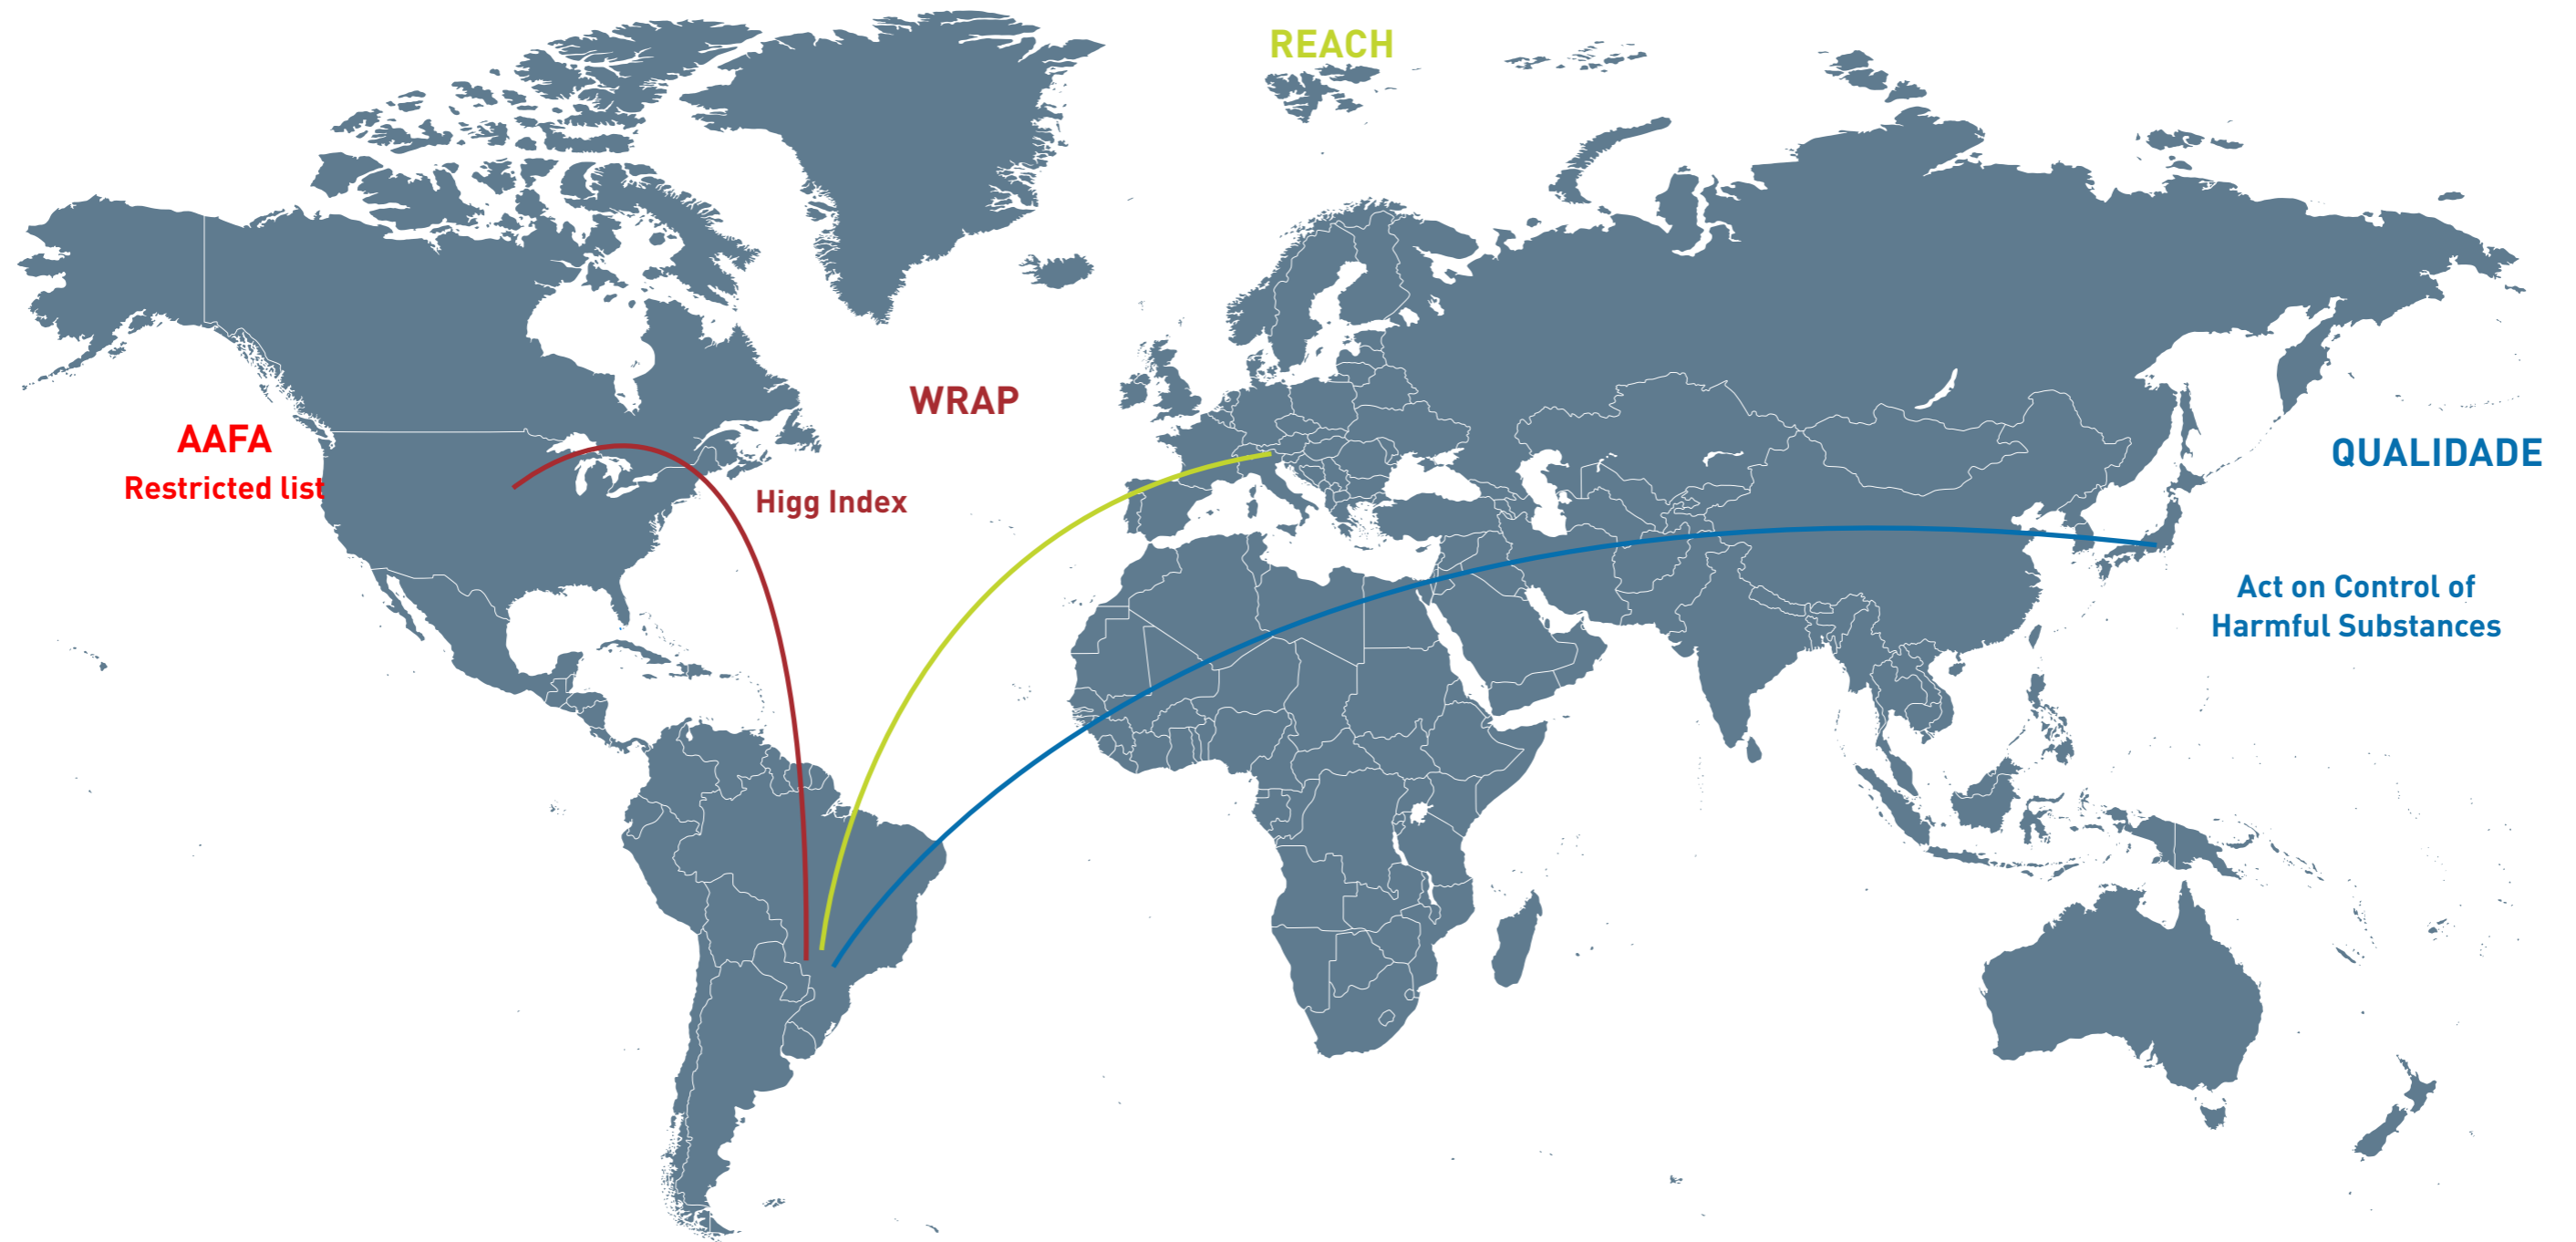 REACH
WRAP
AAFA
Restricted list
Higg Index
QUALIDADE
Act on Control of
Harmful Substances